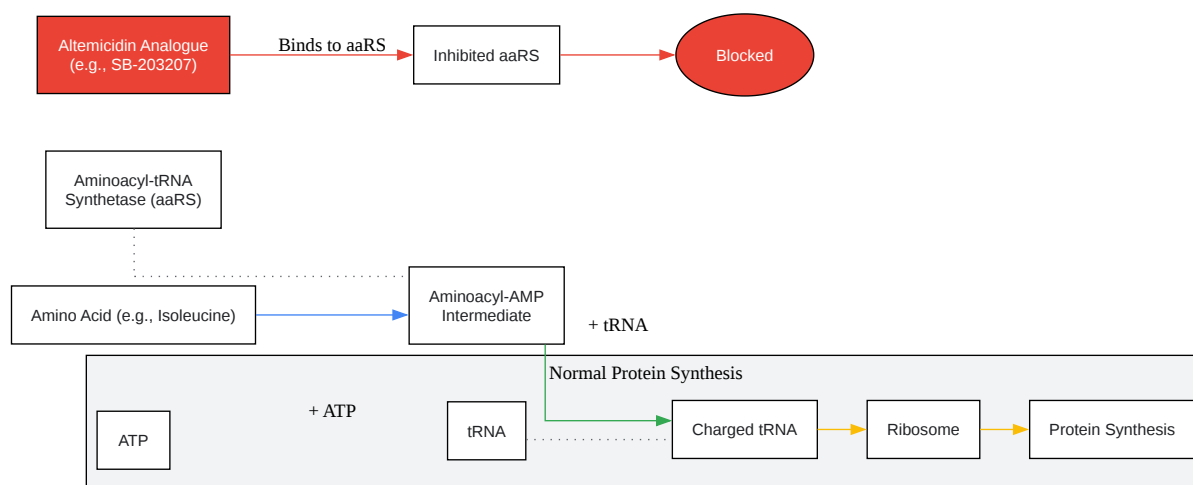 Altemicidin Analogue
(e.g., SB-203207)
Binds to aaRS
Inhibited aaRS
Blocked
Aminoacyl-tRNA
Synthetase (aaRS)
Amino Acid (e.g., Isoleucine)
Aminoacyl-AMP
Intermediate
+ tRNA
Normal Protein Synthesis
+ ATP
ATP
tRNA
Charged tRNA
Ribosome
Protein Synthesis